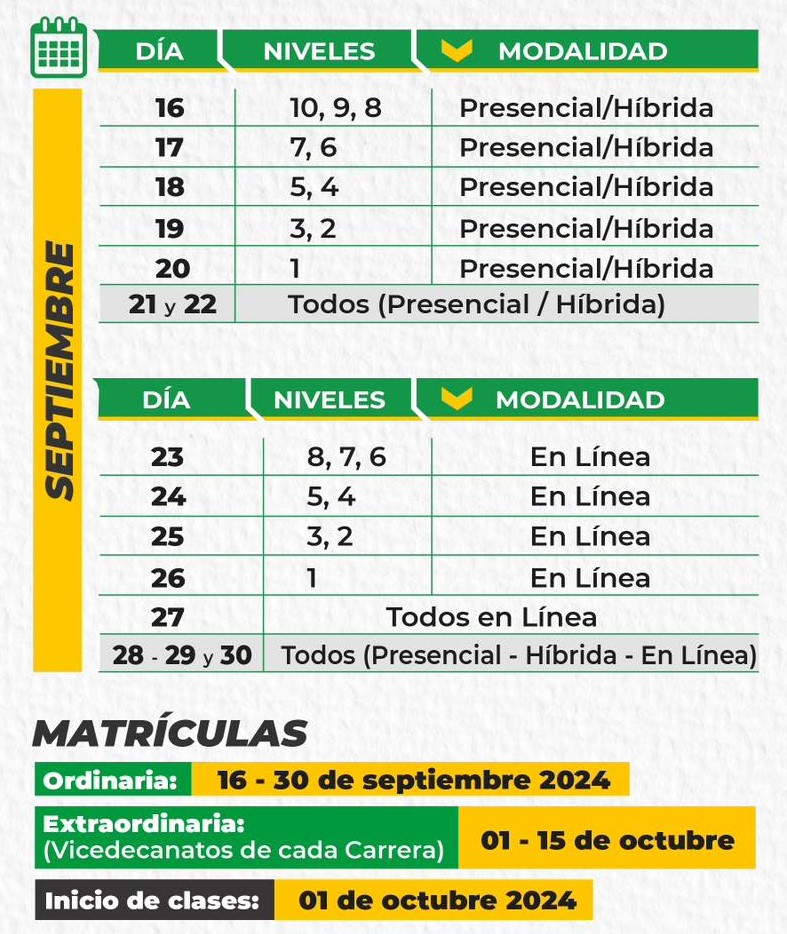 DÍA NIVELES MODALIDAD
16 10, 9, 8 Presencial/Híbrida
17 7, 6 Presencial/Híbrida
18 5, 4 Presencial/Híbrida
19 3, 2 Presencial/Híbrida
20 1 Presencial/Híbrida
21 y 22 Todos (Presencial / Híbrida)
SEPTIEMBRE
DÍA NIVELES MODALIDAD
23 8, 7, 6 En Línea
24 5, 4 En Línea
25 3, 2 En Línea
26 1 En Línea
27 Todos en Línea
28 - 29 y 30 Todos (Presencial - Híbrida - En Línea)
MATRÍCULAS
Ordinaria: 16 - 30 de septiembre 2024
Extraordinaria:
(Vicedecanatos de cada Carrera) 01 - 15 de octubre
Inicio de clases: 01 de octubre 2024